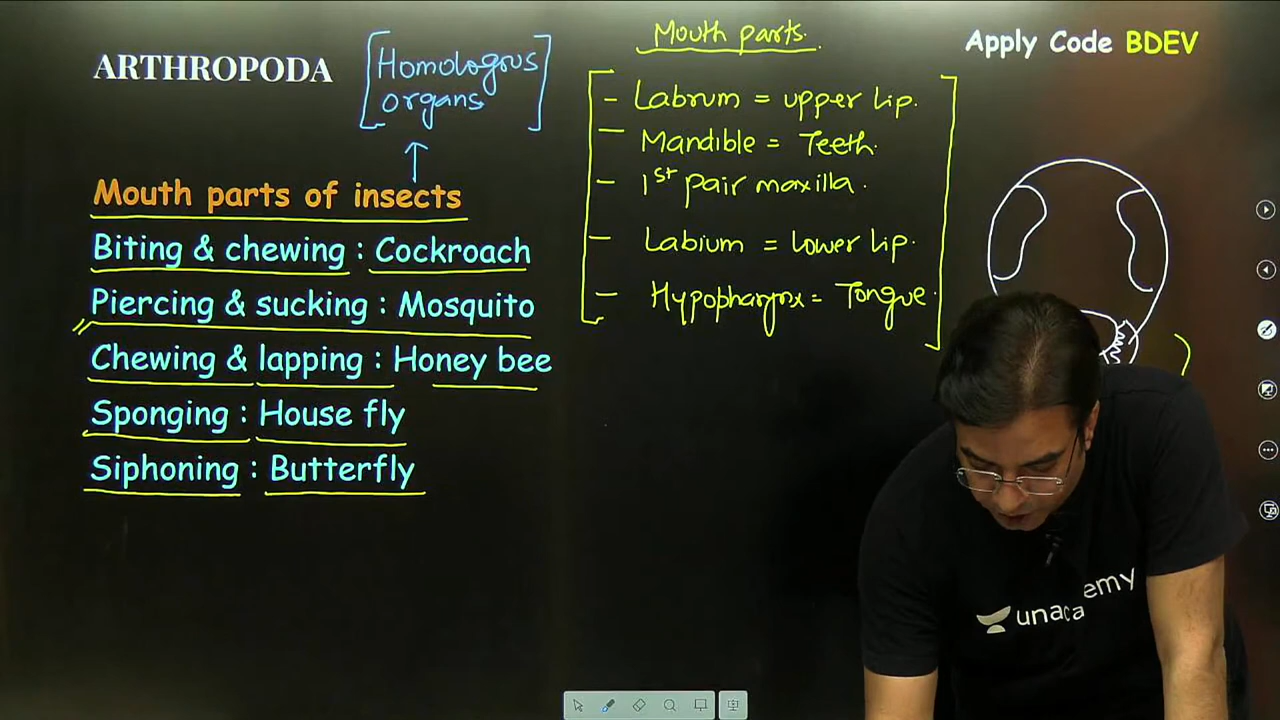 ARTHROPODA
Homologous
organs
Mouth parts of insects
Biting & chewing : Cockroach
Piercing & sucking : Mosquito
Chewing & lapping : Honey bee
Sponging : House fly
Siphoning : Butterfly
Mouth parts.
- Labrum = upper lip.
- Mandible = Teeth.
- 1st pair maxilla.
- Labium = lower lip.
- Hypopharynx = Tongue.
Apply Code BDEV
unacademy